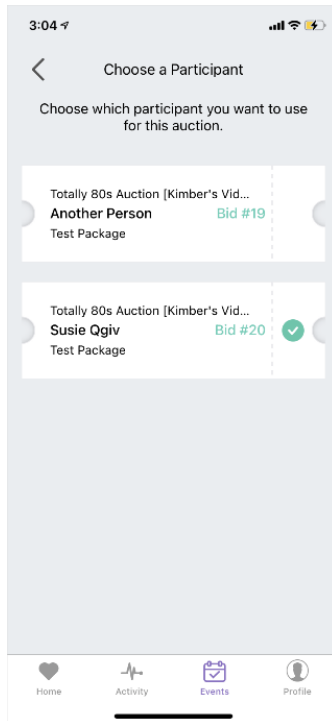 3:04
Choose a Participant
Choose which participant you want to use
for this auction.
Totally 80s Auction [Kimber's Vid...
Another Person Bid #19
Test Package
Totally 80s Auction [Kimber's Vid...
Susie Qgiv Bid #20
Test Package
Home Activity Events Profile